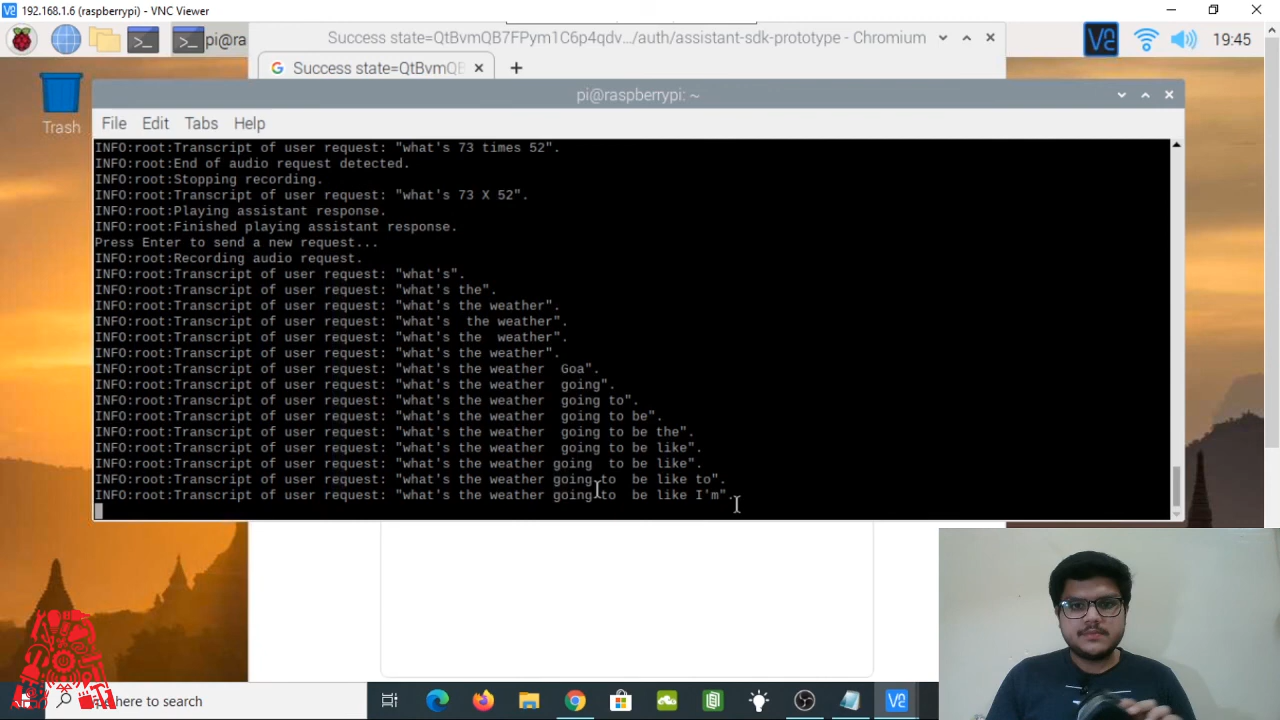 192.168.1.6 (raspberrypi) - VNC Viewer
pi@ra
Success state=QtBvmQB7FPym1C6p4qdv.../auth/assistant-sdk-prototype - Chromium
19:45
Success state=QtBvmQB
Trash
pi@raspberrypi: ~
File Edit Tabs Help
INFO:root:Transcript of user request: "what's 73 times 52".
INFO:root:End of audio request detected.
INFO:root:Stopping recording.
INFO:root:Transcript of user request: "what's 73 X 52".
INFO:root:Playing assistant response.
INFO:root:Finished playing assistant response.
Press Enter to send a new request...
INFO:root:Recording audio request.
INFO:root:Transcript of user request: "what's".
INFO:root:Transcript of user request: "what's the".
INFO:root:Transcript of user request: "what's the weather".
INFO:root:Transcript of user request: "what's  the weather".
INFO:root:Transcript of user request: "what's the  weather".
INFO:root:Transcript of user request: "what's the weather".
INFO:root:Transcript of user request: "what's the weather  Goa".
INFO:root:Transcript of user request: "what's the weather  going".
INFO:root:Transcript of user request: "what's the weather  going to".
INFO:root:Transcript of user request: "what's the weather  going to be".
INFO:root:Transcript of user request: "what's the weather  going to be the".
INFO:root:Transcript of user request: "what's the weather  going to be like".
INFO:root:Transcript of user request: "what's the weather going  to be like".
INFO:root:Transcript of user request: "what's the weather going to  be like to".
INFO:root:Transcript of user request: "what's the weather going to  be like I'm".
here to search